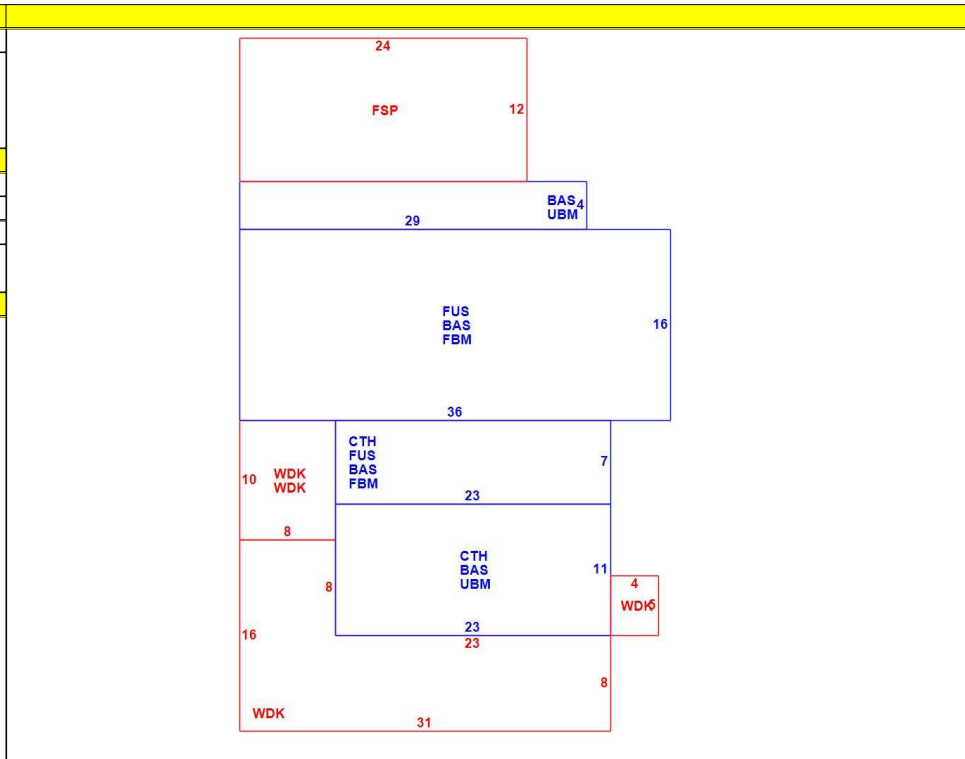 24
FSP
12
BAS
4
UBM
29
FUS
BAS
FBM
16
36
CTH
FUS
BAS
FBM
7
10
WDK
WDK
23
8
CTH
BAS
UBM
11
8
4
WDK
5
16
23
23
8
WDK
31